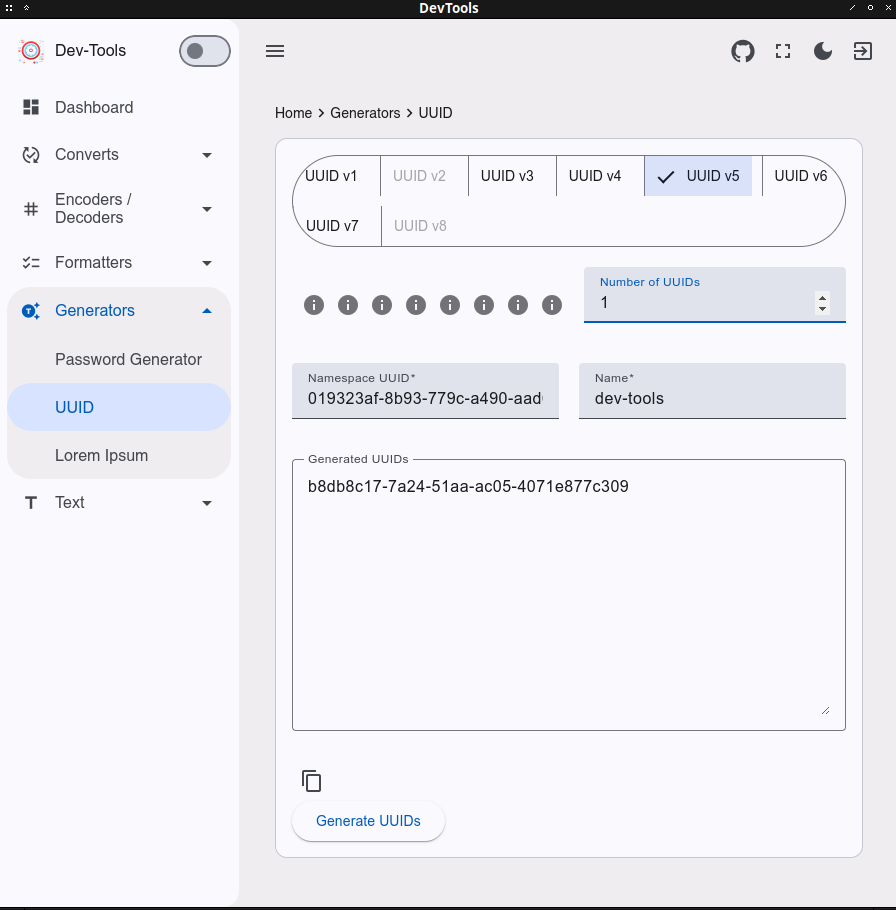 DevTools
Dev-Tools
Dashboard
Converts
Encoders /
Decoders
Formatters
Generators
Password Generator
UUID
Lorem Ipsum
Text
Home > Generators > UUID
UUID v1
UUID v2
UUID v3
UUID v4
UUID v5
UUID v6
UUID v7
UUID v8
Number of UUIDs
1
Namespace UUID*
019323af-8b93-779c-a490-aad
Name*
dev-tools
Generated UUIDs
b8db8c17-7a24-51aa-ac05-4071e877c309
Generate UUIDs